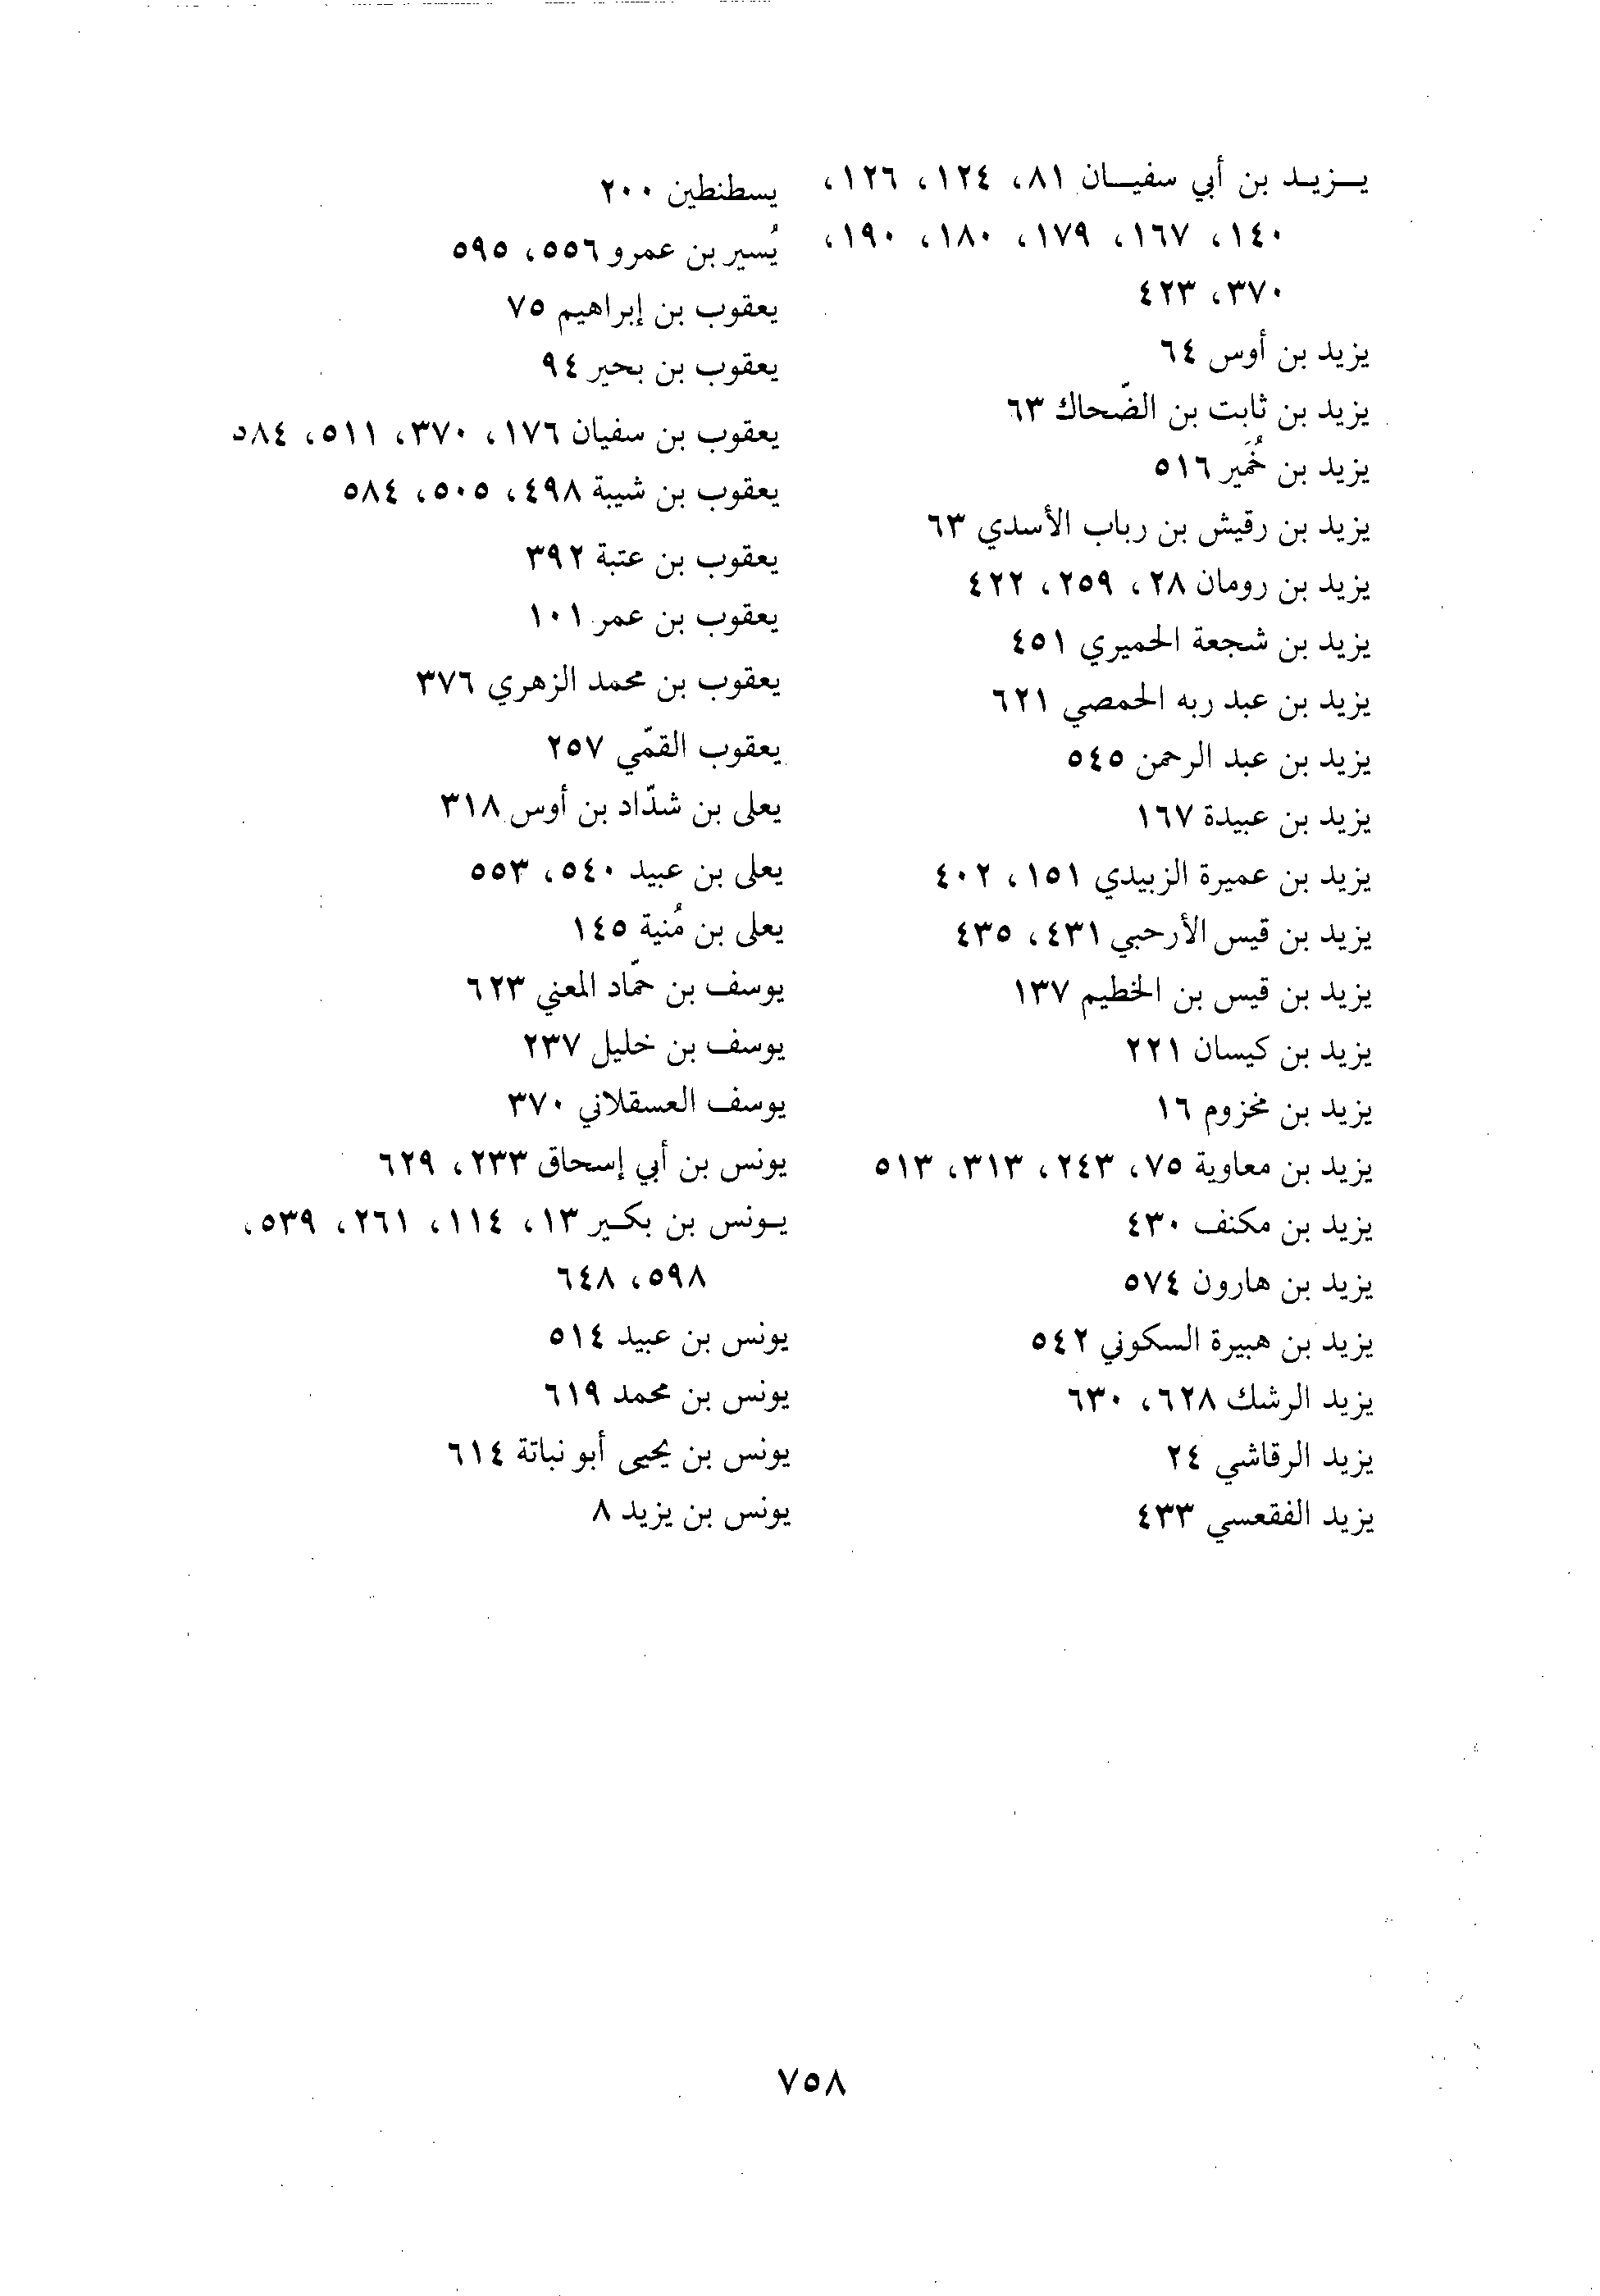 يـزيـد بن أبي سفيـان ٨١، ١٢٤، ١٢٦،
١٤٠، ١٦٧، ١٧٩، ١٨٠، ١٩٠،
٣٧٠، ٤٢٣
يزيد بن أوس ٦٤
يزيد بن ثابت بن الضّحاك ٦٣
يزيد بن خُمَير ٥١٦
يزيد بن رقيش بن رباب الأسدي ٦٣
يزيد بن رومان ٢٨، ٢٥٩، ٤٢٢
يزيد بن شجعة الحميري ٤٥١
يزيد بن عبد ربه الحمصي ٦٢١
يزيد بن عبد الرحمن ٥٤٥
يزيد بن عبيدة ١٦٧
يزيد بن عميرة الزبيدي ١٥١، ٤٠٢
يزيد بن قيس الأرحبي ٤٣١، ٤٣٥
يزيد بن قيس بن الخطيم ١٣٧
يزيد بن كيسان ٢٢١
يزيد بن مخزوم ١٦
يزيد بن معاوية ٧٥، ٢٤٣، ٣١٣، ٥١٣
يزيد بن مكنف ٤٣٠
يزيد بن هارون ٥٧٤
يزيد بن هبيرة السكوني ٥٤٢
يزيد الرشك ٦٢٨، ٦٣٠
يزيد الرقاشي ٢٤
يزيد الفقعسي ٤٣٣
يسطنطين ٢٠٠
يُسير بن عمرو ٥٥٦، ٥٩٥
يعقوب بن إبراهيم ٧٥
يعقوب بن بحير ٩٤
يعقوب بن سفيان ١٧٦، ٣٧٠، ٥١١، ٥٨٤
يعقوب بن شيبة ٤٩٨، ٥٠٥، ٥٨٤
يعقوب بن عتبة ٣٩٢
يعقوب بن عمر ١٠١
يعقوب بن محمد الزهري ٣٧٦
يعقوب القمّي ٢٥٧
يعلى بن شدّاد بن أوس ٣١٨
يعلى بن عبيد ٥٤٠، ٥٥٣
يعلى بن مُنية ١٤٥
يوسف بن حمّاد المعني ٦٢٣
يوسف بن خليل ٢٣٧
يوسف العسقلاني ٣٧٠
يونس بن أبي إسحاق ٢٣٣، ٦٢٩
يـونس بن بكـير ١٣، ١١٤، ٢٦١، ٥٣٩،
٥٩٨، ٦٤٨
يونس بن عبيد ٥١٤
يونس بن محمد ٦١٩
يونس بن يحيى أبو نباتة ٦١٤
يونس بن يزيد ٨
٧٥٨